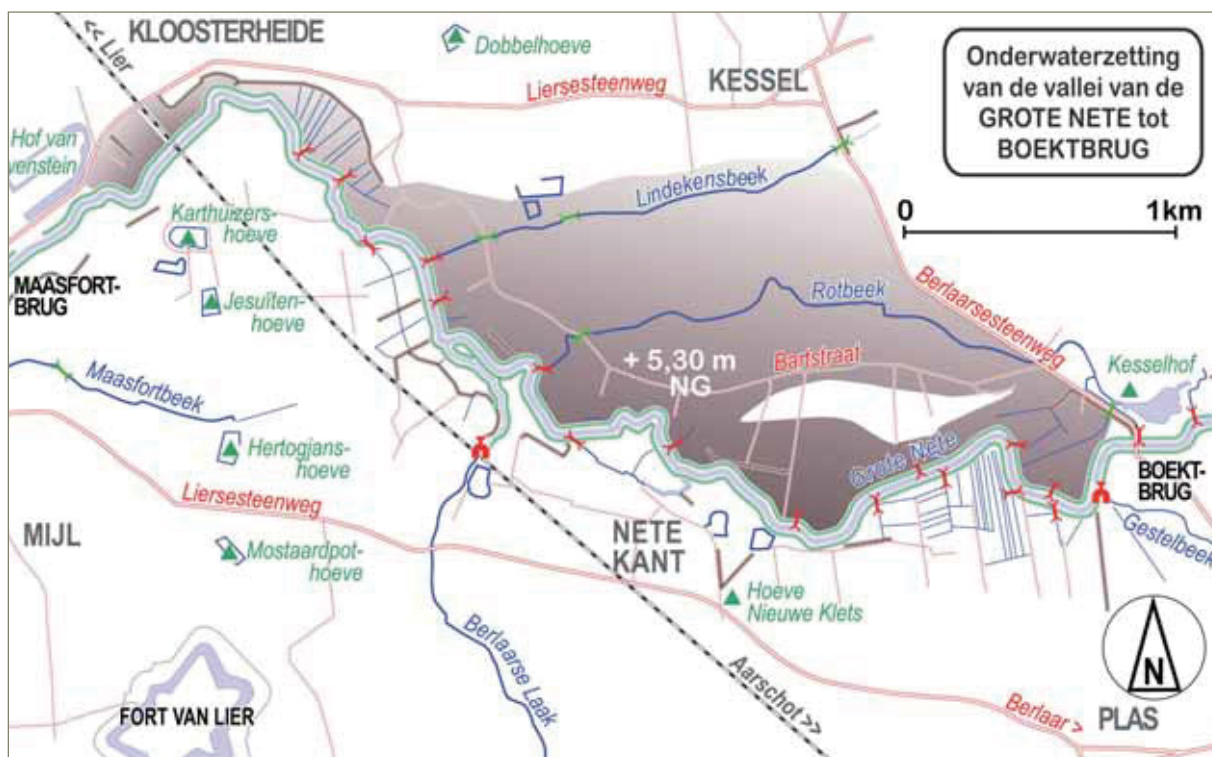 KLOOSTERHEIDE
<< Lier
Dobbelhoeve
KESSEL
Liersesteenweg
Onderwaterzetting
van de vallei van de
GROTE NETE tot
BOEKTBRUG
0 1km
Hof van
venstein
Lindekensbeek
Karthuizers-
hoeve
MAASFORT-
BRUG
Jesuïten-
hoeve
Rotbeek
Berlaarsesteenweg
+ 5,30 m
NG
Bartstraat
Kesselhof
Maasfortbeek
Hertogjans-
hoeve
Grote Nete
BOEKT-
BRUG
Liersesteenweg
MIJL
NETE
KANT
Gestelbeek
Mostaardpot-
hoeve
Hoeve
Nieuwe Klets
Berlaarse Laak
Aarschot >>
N
FORT VAN LIER
Berlaar >
PLAS